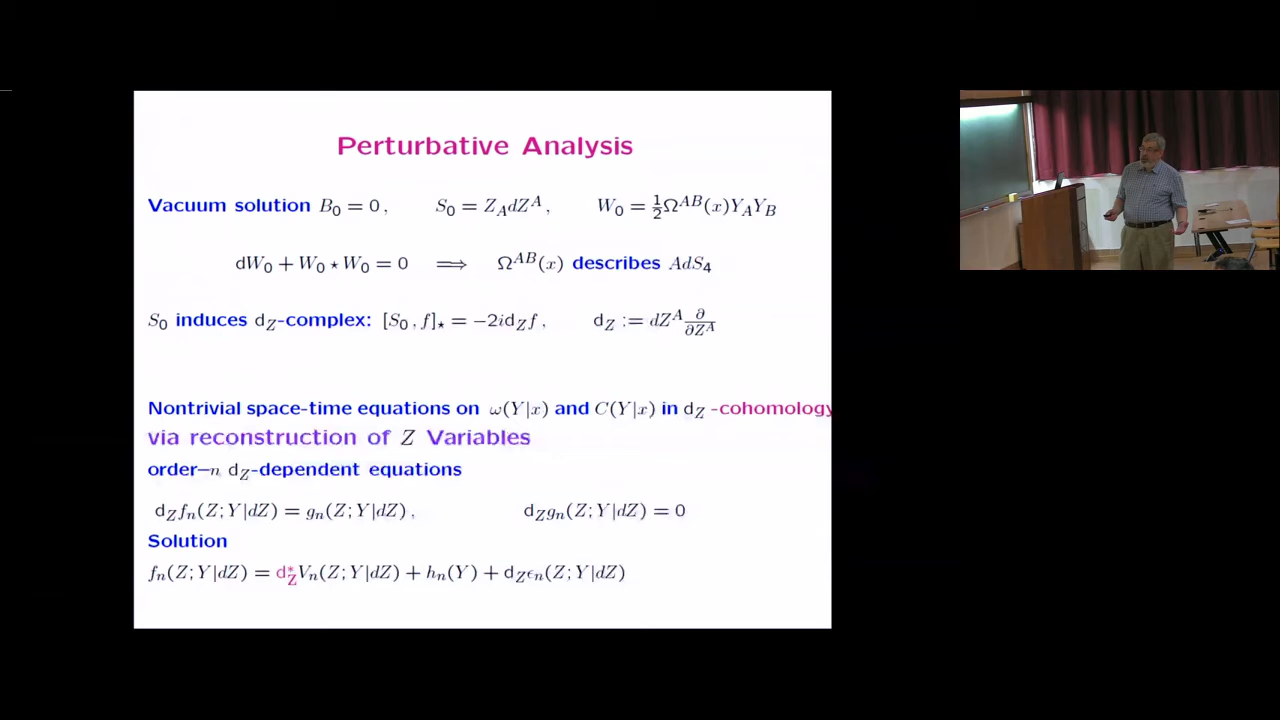 Perturbative Analysis
Vacuum solution B₀ = 0 , S₀ = Z_A dZ^A , W₀ = ½Ω^{AB}(x)Y_A Y_B
dW₀ + W₀ ⋆ W₀ = 0 ⟹ Ω^{AB}(x) describes AdS₄
S₀ induces d_Z-complex: [S₀ , f]_⋆ = −2id_Z f , d_Z := dZ^A ∂/∂Z^A
Nontrivial space-time equations on ω(Y|x) and C(Y|x) in d_Z -cohomology
via reconstruction of Z Variables
order−n d_Z-dependent equations
d_Z f_n(Z; Y|dZ) = g_n(Z; Y|dZ) , d_Z g_n(Z; Y|dZ) = 0
Solution
f_n(Z; Y|dZ) = d*_Z V_n(Z; Y|dZ) + h_n(Y) + d_Z ϵ_n(Z; Y|dZ)